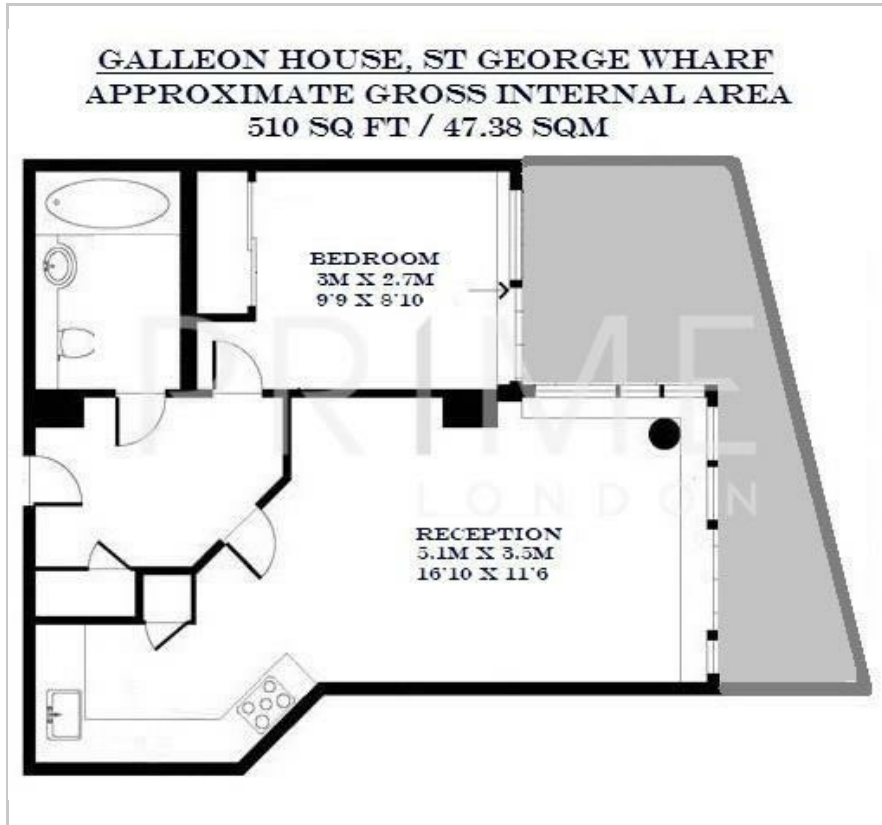 GALLEON HOUSE, ST GEORGE WHARF
APPROXIMATE GROSS INTERNAL AREA
510 SQ FT / 47.38 SQM
BEDROOM
3M X 2.7M
9'9 X 8'10
PRIME
LONDON
RECEPTION
5.1M X 3.5M
16'10 X 11'6